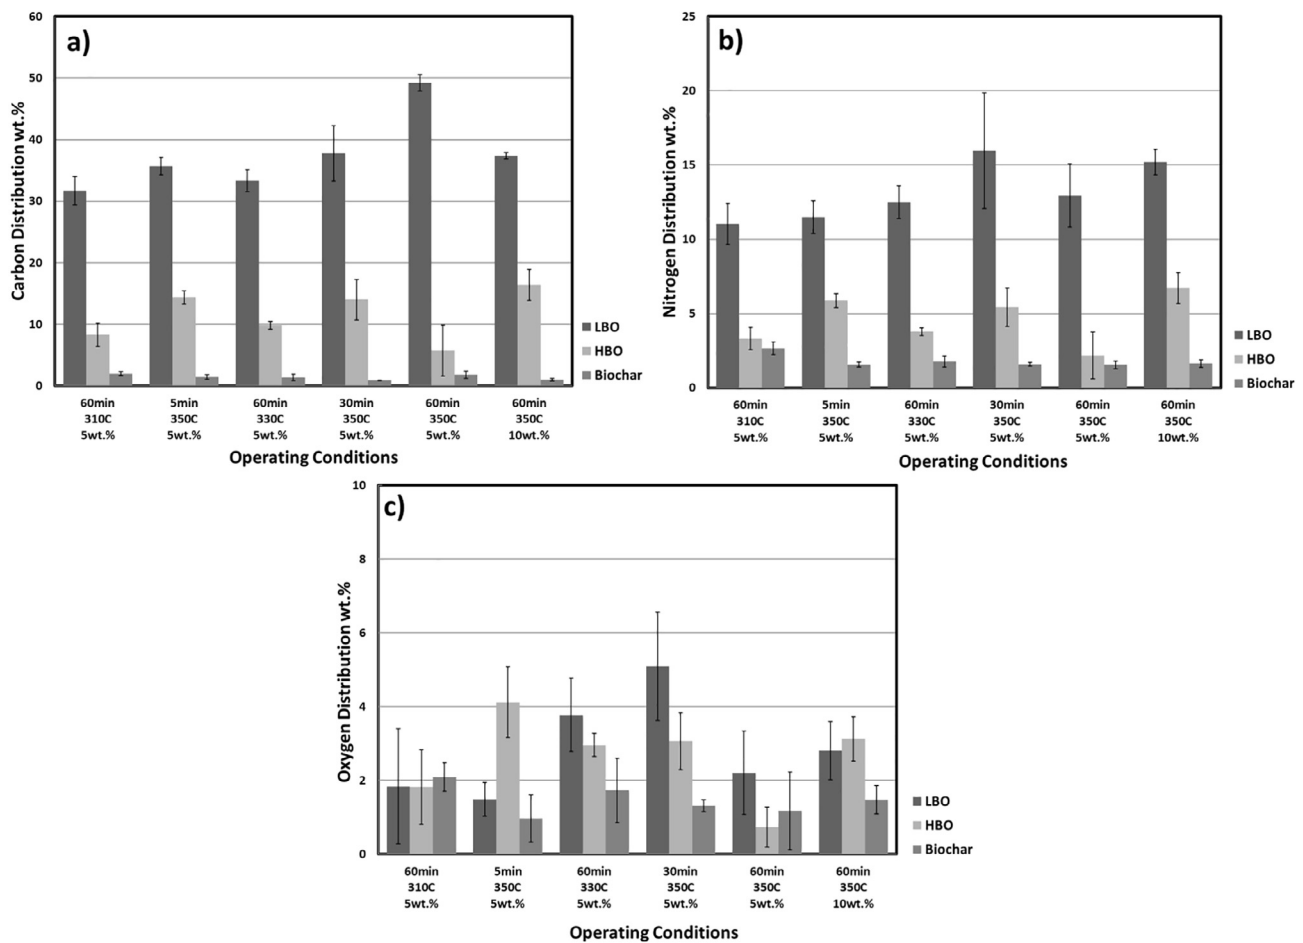 a)
Carbon Distribution wt.%
60
50
40
30
20
10
0
60min 5min 60min 30min 60min 60min
310C 350C 330C 350C 350C 350C
5wt.% 5wt.% 5wt.% 5wt.% 5wt.% 10wt.%
Operating Conditions
LBO
HBO
Biochar
b)
Nitrogen Distribution wt.%
25
20
15
10
5
0
60min 5min 60min 30min 60min 60min
310C 350C 330C 350C 350C 350C
5wt.% 5wt.% 5wt.% 5wt.% 5wt.% 10wt.%
Operating Conditions
LBO
HBO
Biochar
c)
Oxygen Distribution wt.%
10
8
6
4
2
0
60min 5min 60min 30min 60min 60min
310C 350C 330C 350C 350C 350C
5wt.% 5wt.% 5wt.% 5wt.% 5wt.% 10wt.%
Operating Conditions
LBO
HBO
Biochar